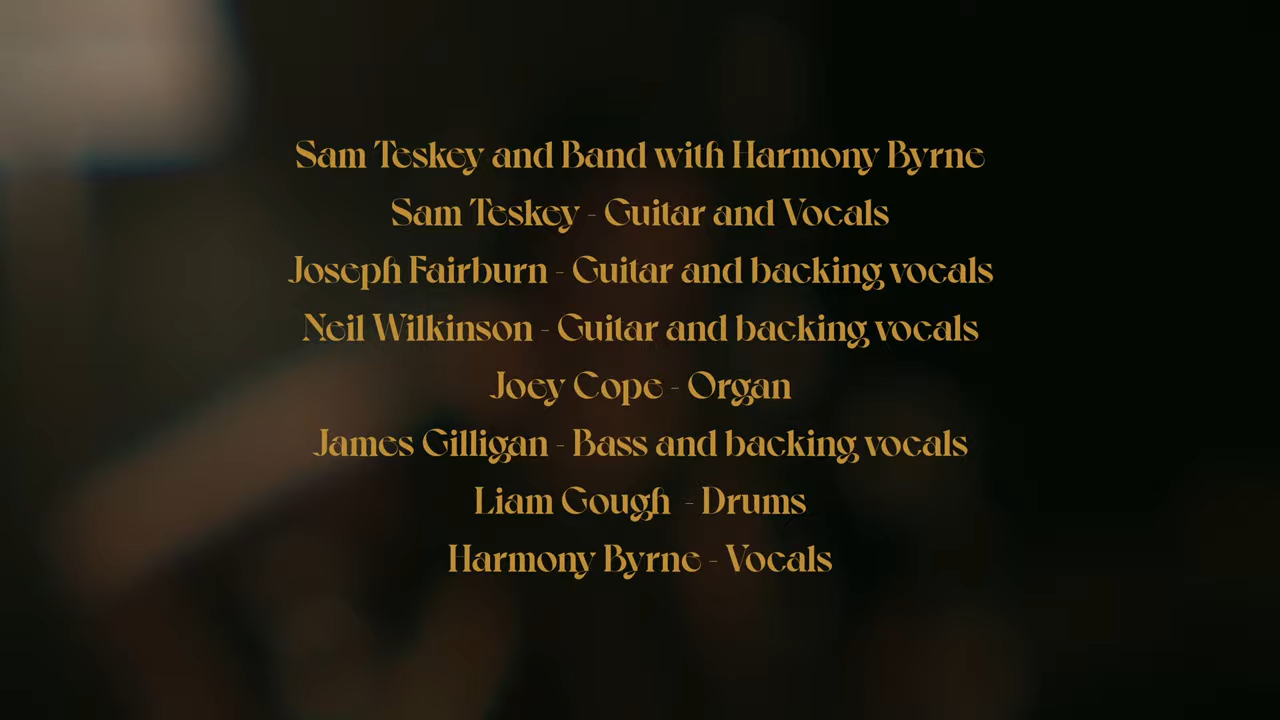 Sam Teskey and Band with Harmony Byrne
Sam Teskey - Guitar and Vocals
Joseph Fairburn - Guitar and backing vocals
Neil Wilkinson - Guitar and backing vocals
Joey Cope - Organ
James Gilligan - Bass and backing vocals
Liam Gough - Drums
Harmony Byrne - Vocals